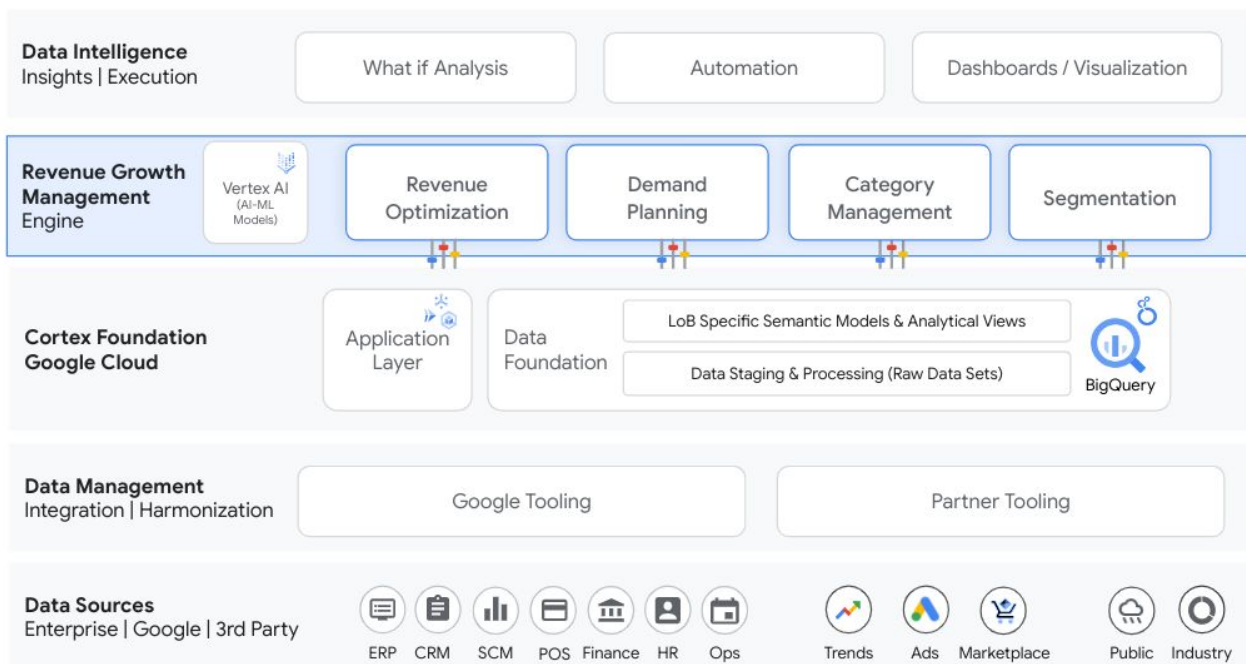 Data Intelligence
Insights | Execution
What if Analysis
Automation
Dashboards / Visualization
Revenue Growth
Management
Engine
Vertex AI
(AI-ML
Models)
Revenue
Optimization
Demand
Planning
Category
Management
Segmentation
Cortex Foundation
Google Cloud
Application
Layer
Data
Foundation
LoB Specific Semantic Models & Analytical Views
Data Staging & Processing (Raw Data Sets)
BigQuery
Data Management
Integration | Harmonization
Google Tooling
Partner Tooling
Data Sources
Enterprise | Google | 3rd Party
ERP
CRM
SCM
POS
Finance
HR
Ops
Trends
Ads
Marketplace
Public
Industry